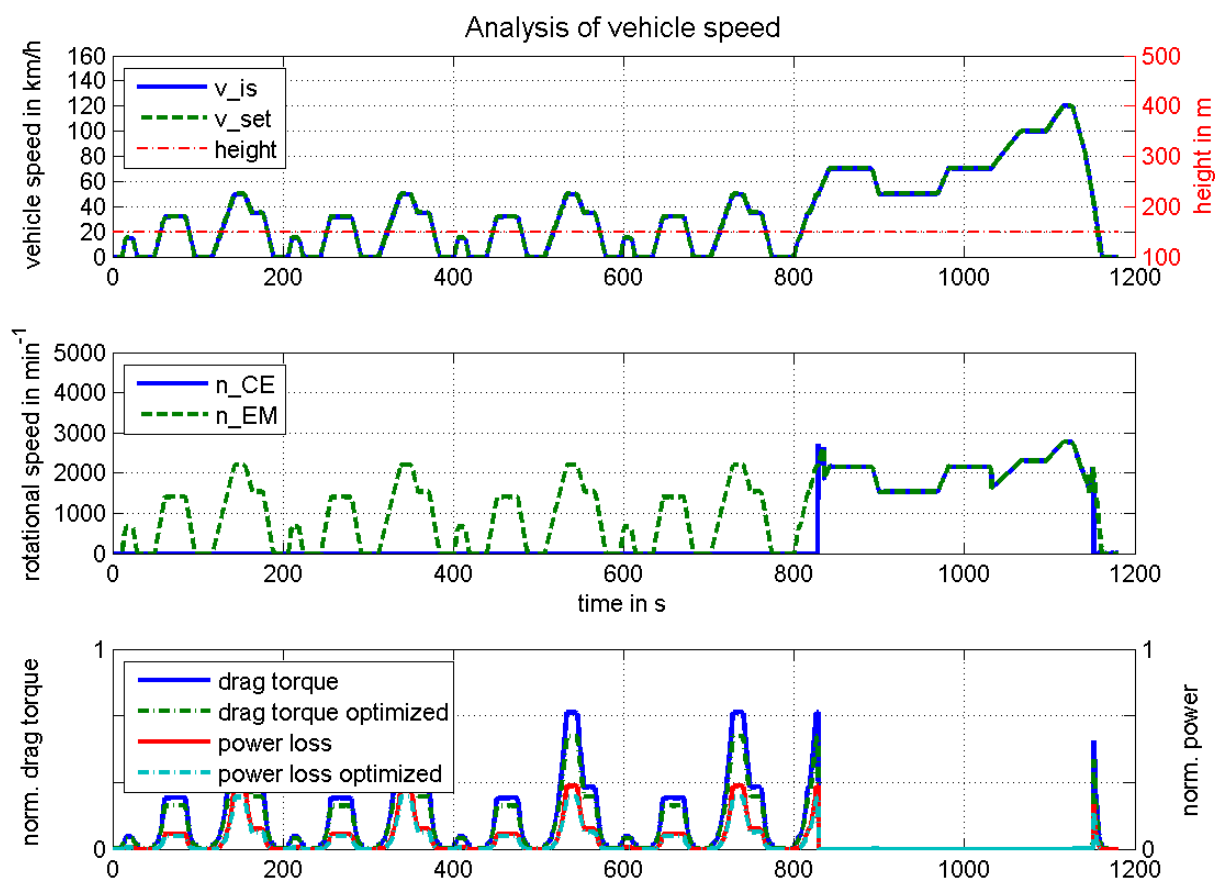 Analysis of vehicle speed
vehicle speed in km/h
160
140
120
100
80
60
40
20
0
v_is
v_set
height
500
400
300
200
100
height in m
0 200 400 600 800 1000 1200
rotational speed in min⁻¹
5000
4000
3000
2000
1000
0
n_CE
n_EM
0 200 400 600 800 1000 1200
time in s
norm. drag torque
1
0
drag torque
drag torque optimized
power loss
power loss optimized
1
0
norm. power
0 200 400 600 800 1000 1200